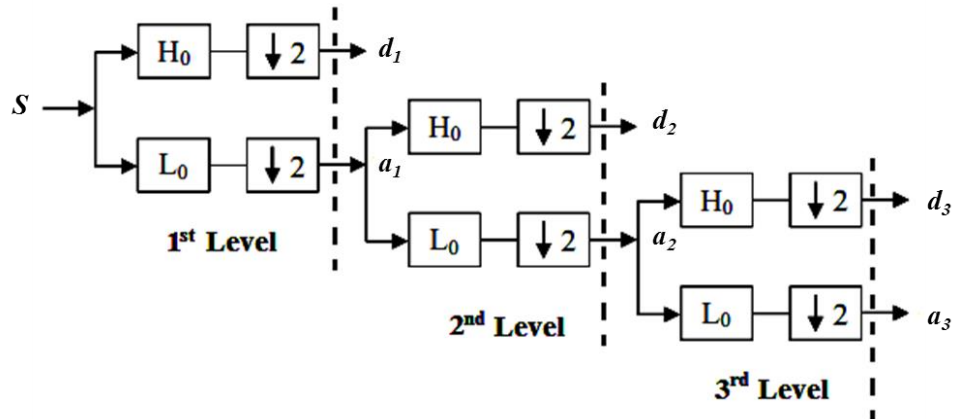 H0 ↓ 2 d1
S
L0 ↓ 2 a1
1st Level
H0 ↓ 2 d2
L0 ↓ 2 a2
2nd Level
H0 ↓ 2 d3
L0 ↓ 2 a3
3rd Level